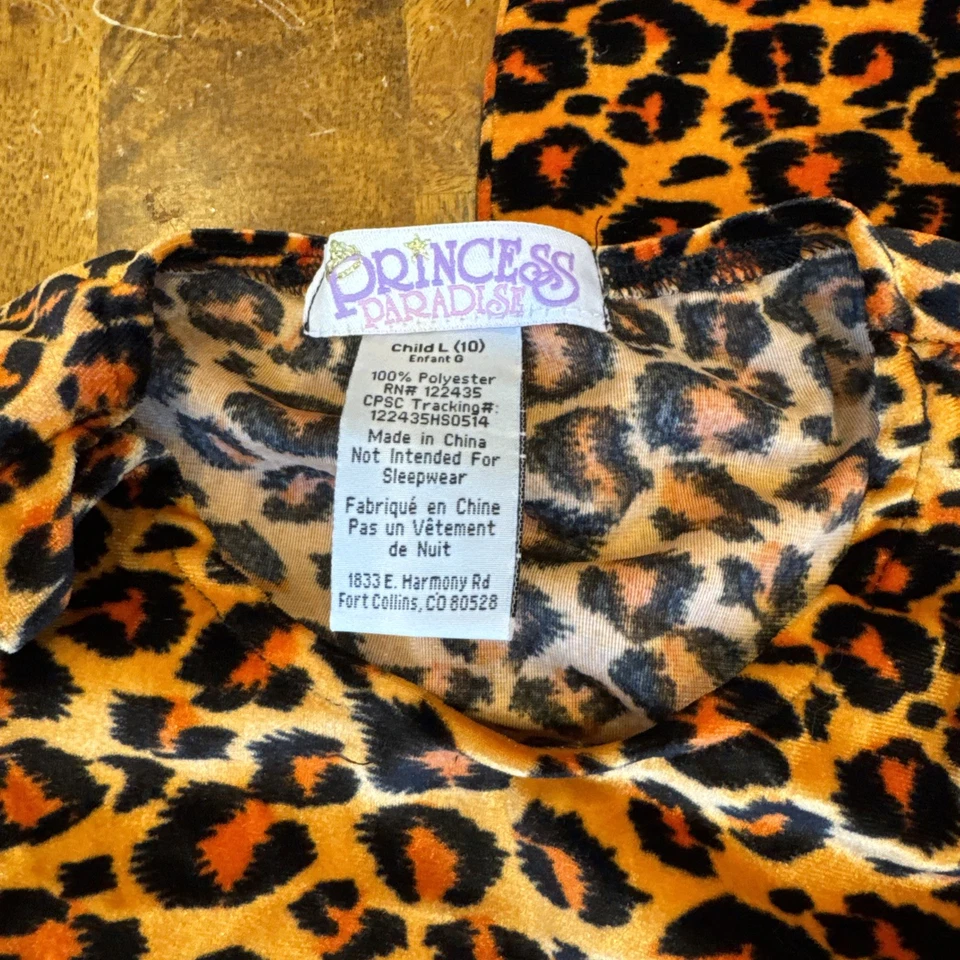 PRINCESS
PARADISE
Child L (10)
Enfant G
100% Polyester
RN# 122435
CPSC Tracking#:
122435HS0514
Made in China
Not Intended For
Sleepwear
Fabriqué en Chine
Pas un Vêtement
de Nuit
1833 E. Harmony Rd
Fort Collins, CO 80528